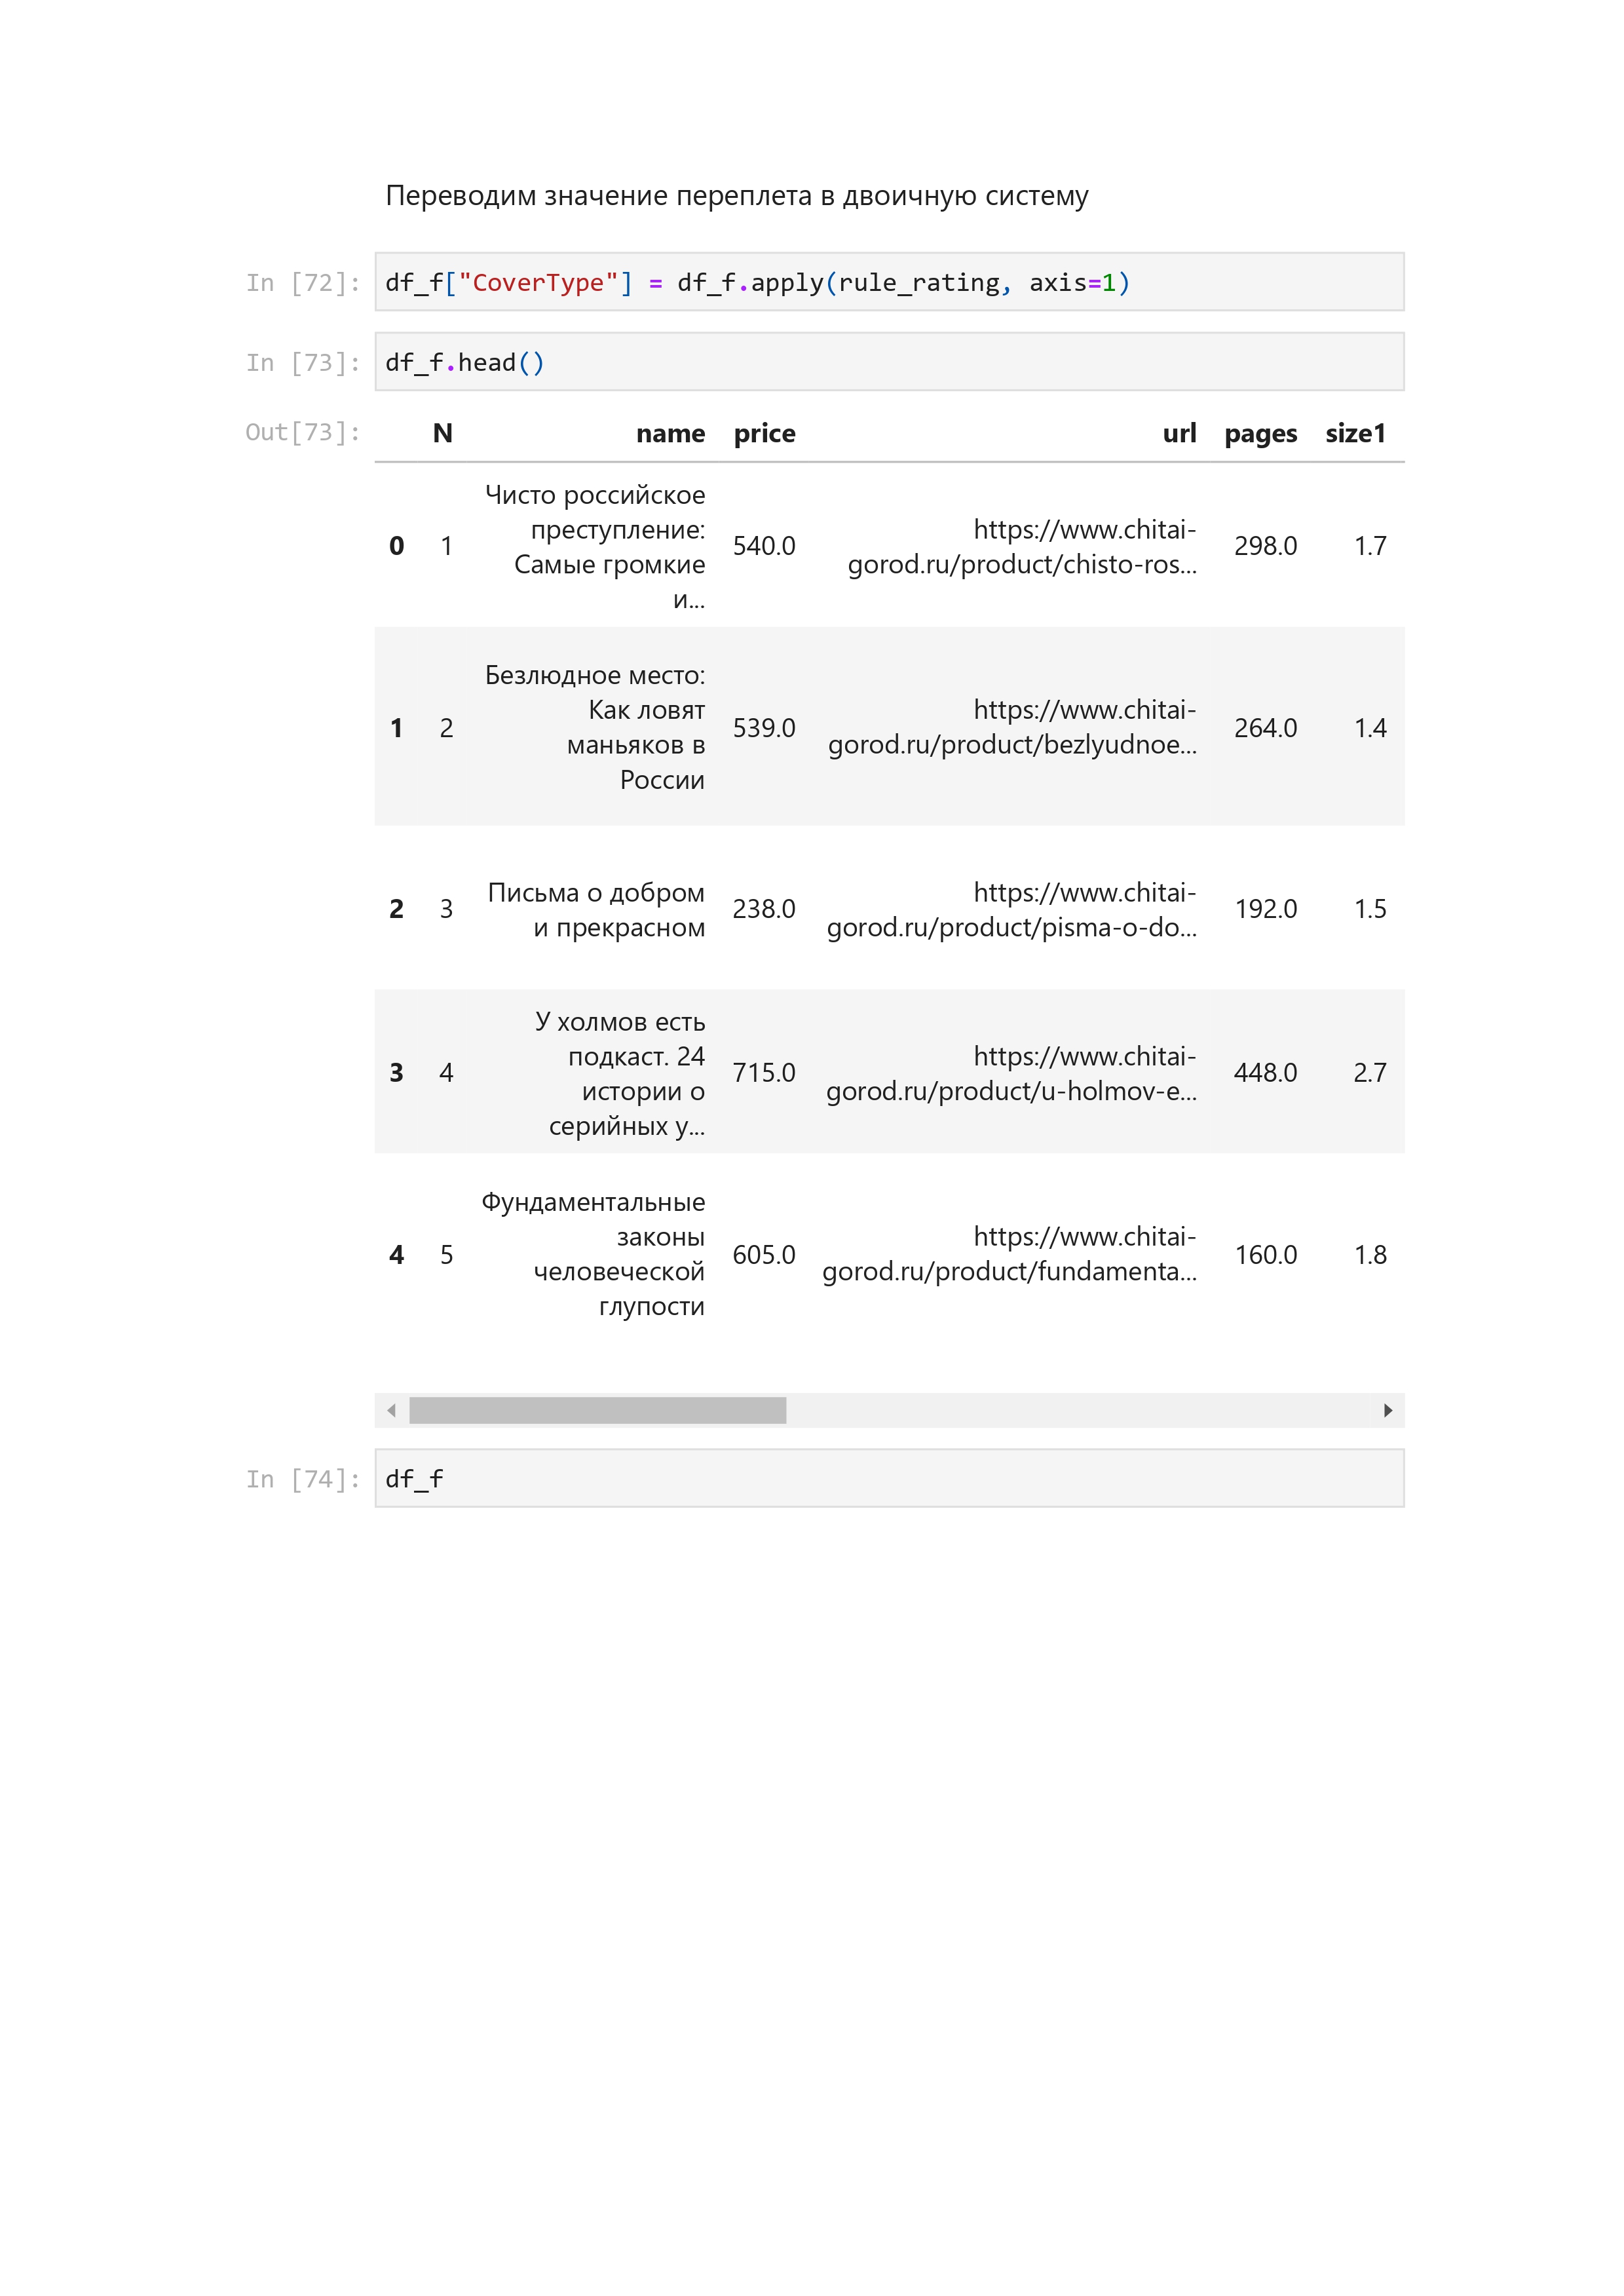 Переводим значение переплета в двоичную систему
In [72]: df_f["CoverType"] = df_f.apply(rule_rating, axis=1)
In [73]: df_f.head()
Out[73]: N name price url pages size1
Чисто российское
преступление:
Самые громкие
и...
0 1 540.0 https://www.chitai-
gorod.ru/product/chisto-ros... 298.0 1.7
Безлюдное место:
Как ловят
маньяков в
России
1 2 539.0 https://www.chitai-
gorod.ru/product/bezlyudnoe... 264.0 1.4
Письма о добром
и прекрасном
2 3 238.0 https://www.chitai-
gorod.ru/product/pisma-o-do... 192.0 1.5
У холмов есть
подкаст. 24
истории о
серийных у...
3 4 715.0 https://www.chitai-
gorod.ru/product/u-holmov-e... 448.0 2.7
Фундаментальные
законы
человеческой
глупости
4 5 605.0 https://www.chitai-
gorod.ru/product/fundamenta... 160.0 1.8
In [74]: df_f